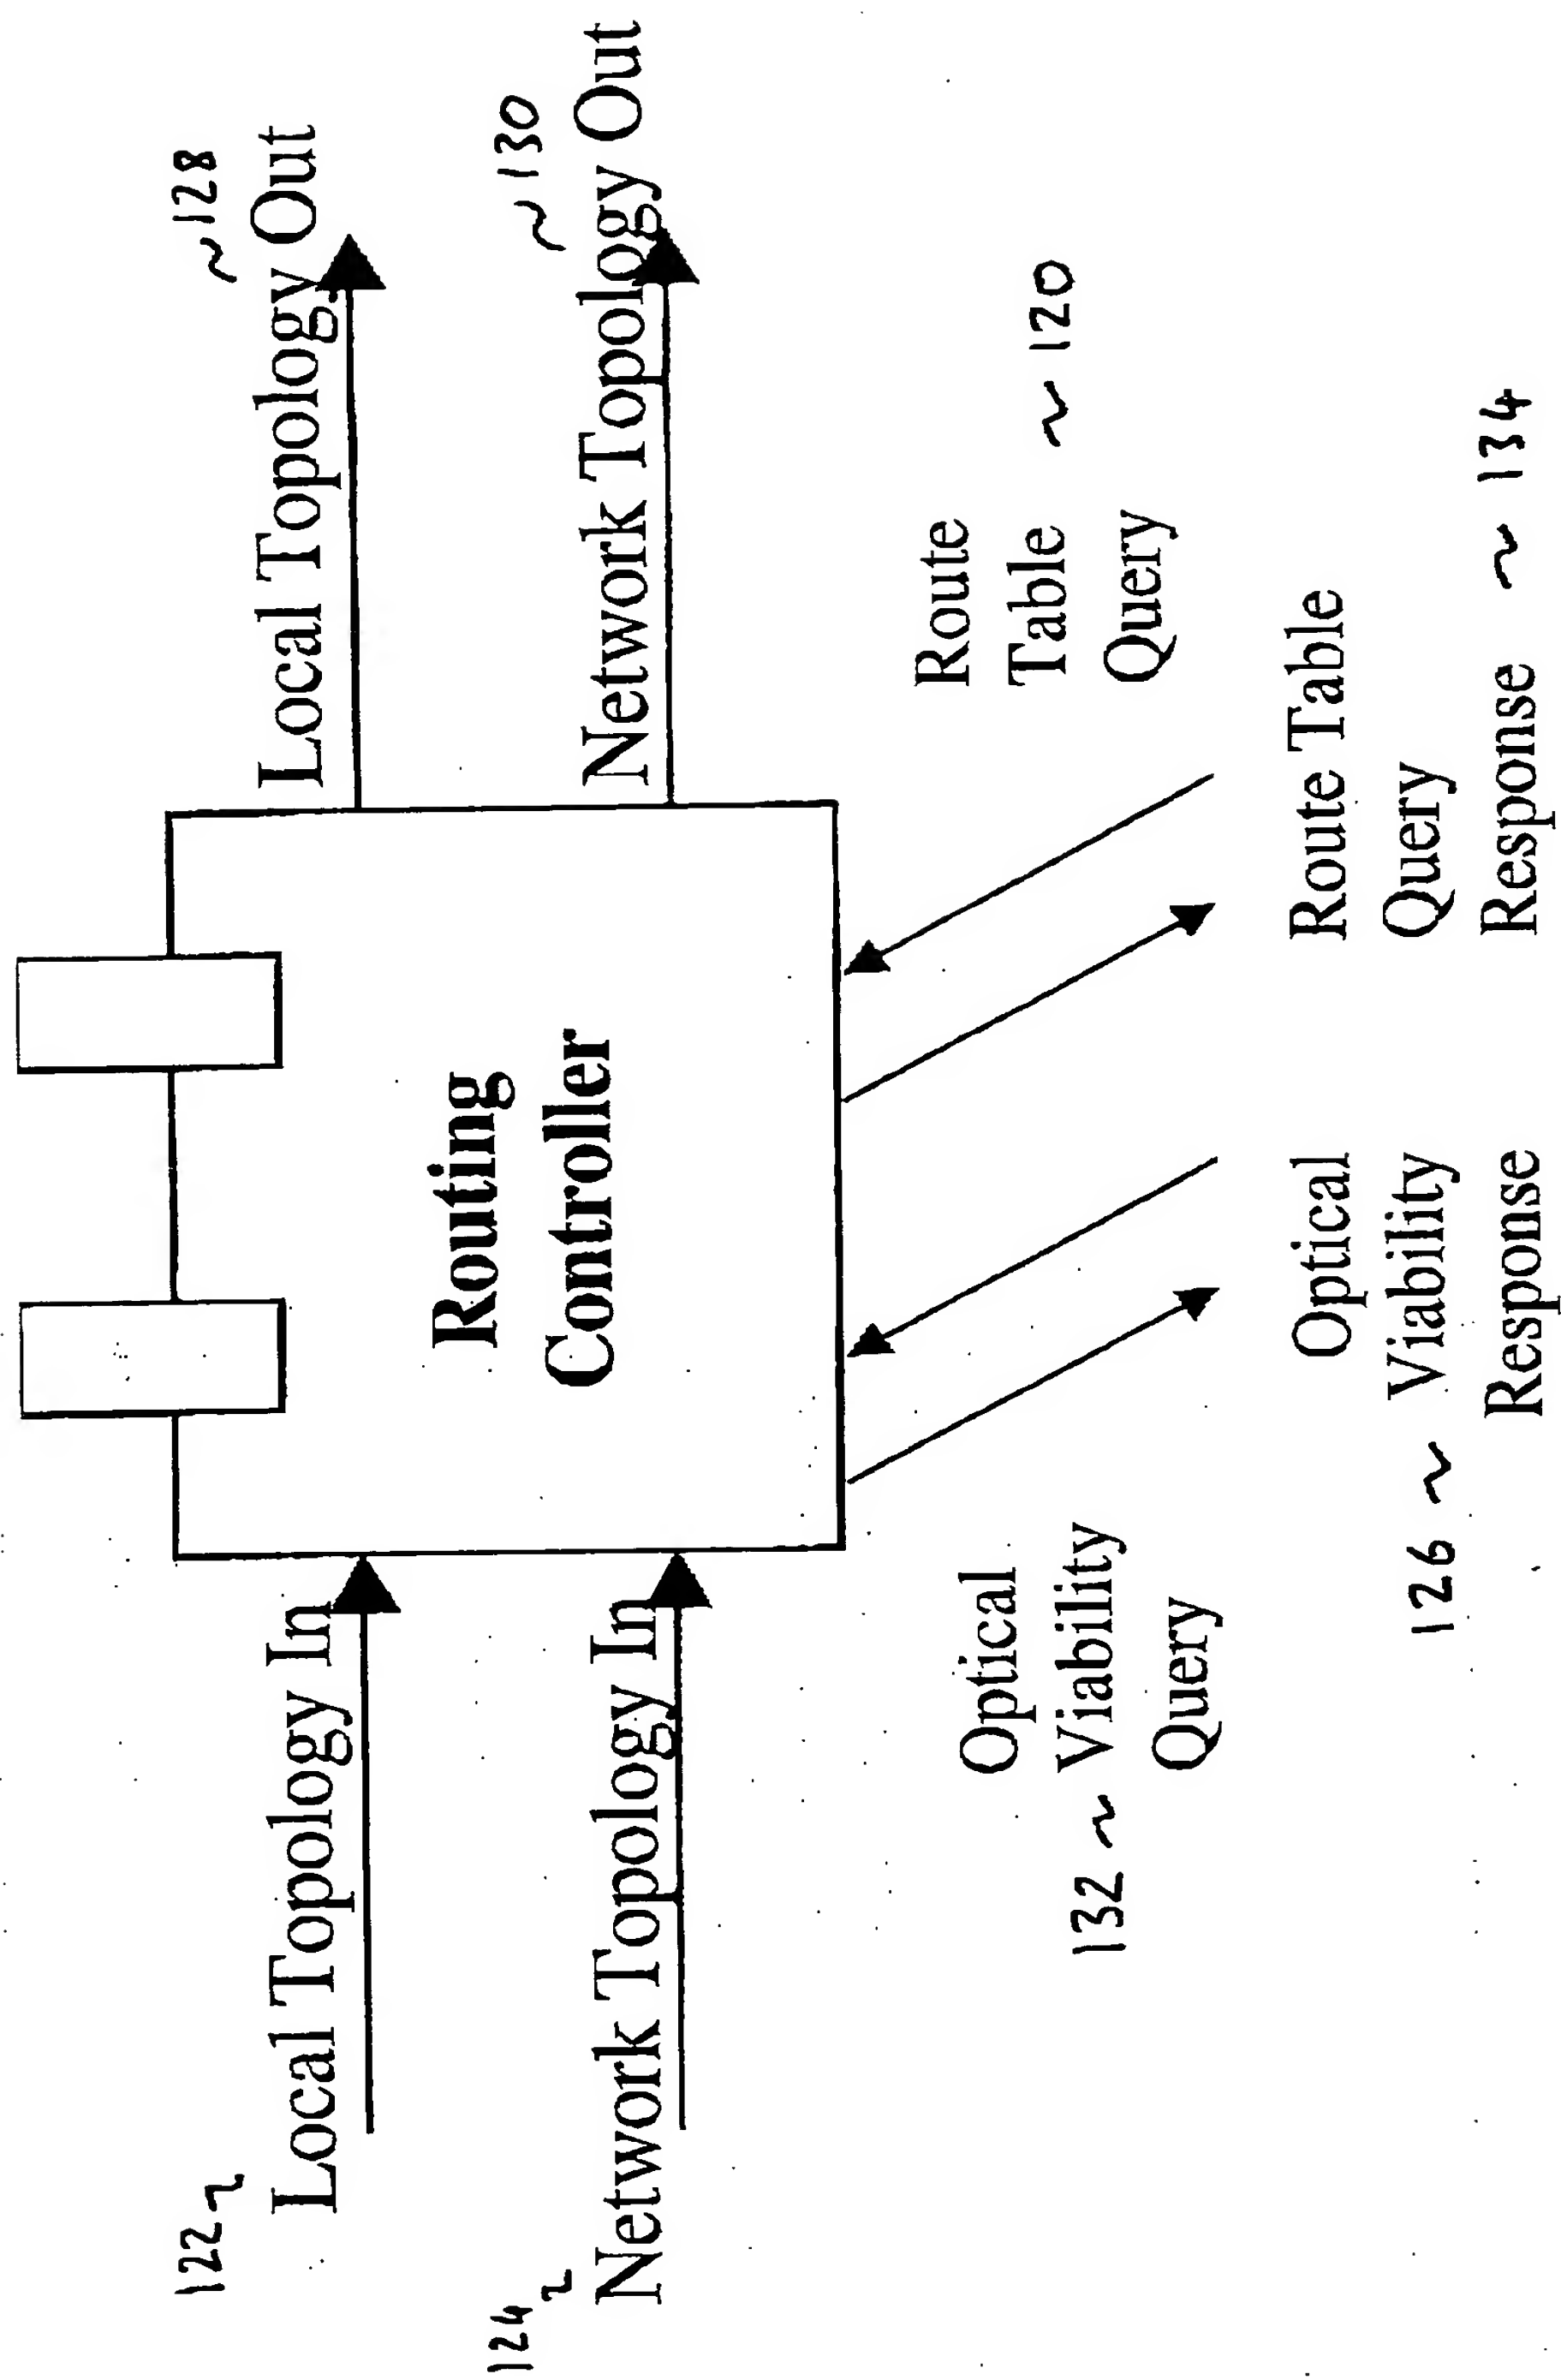 122
Local Topology In
~128
Local Topology Out
124
Network Topology In
~130
Network Topology Out
Routing
Controller
Optical
132 ~ Viability
Query
Route
Table ~ 120
Query
Optical
126 ~ Viability
Response
Route Table
Query
Response ~ 134